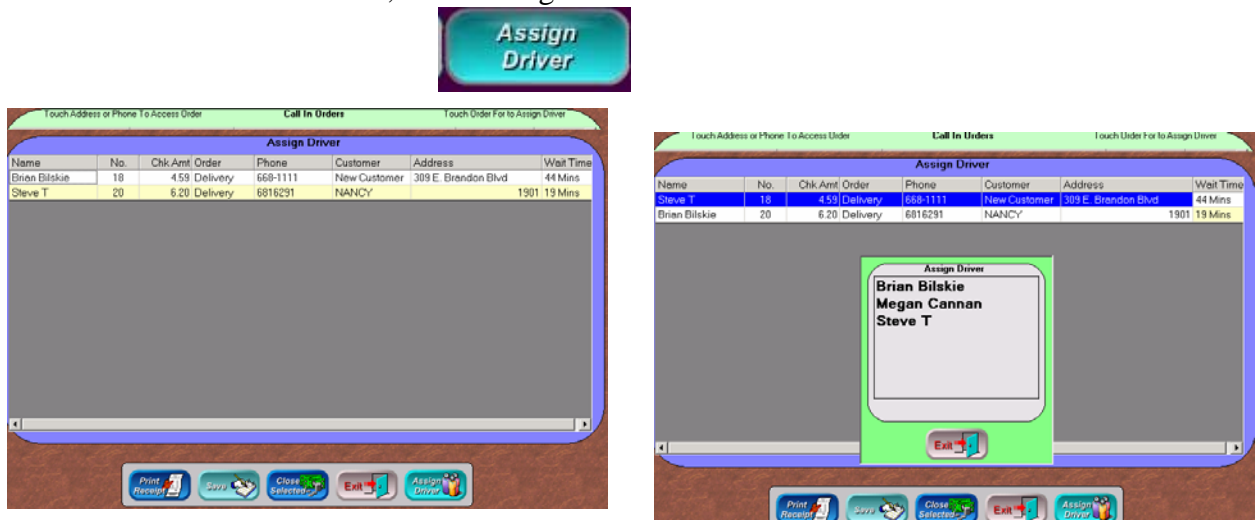 Assign
Driver
Touch Address or Phone To Access Order Call In Orders Touch Order For to Assign Driver
Assign Driver
Name No. Chk Amt Order Phone Customer Address Wait Time
Brian Bilskie 18 4.59 Delivery 668-1111 New Customer 309 E. Brandon Blvd 44 Mins
Steve T 20 6.20 Delivery 6816291 NANCY 1901 19 Mins
Print Receipt Save Close Selected Exit Assign Driver
Touch Address or Phone To Access Order Call In Orders Touch Order For to Assign Driver
Assign Driver
Name No. Chk Amt Order Phone Customer Address Wait Time
Steve T 18 4.59 Delivery 668-1111 New Customer 309 E. Brandon Blvd 44 Mins
Brian Bilskie 20 6.20 Delivery 6816291 NANCY 1901 19 Mins
Assign Driver
Brian Bilskie
Megan Cannan
Steve T
Exit
Print Receipt Save Close Selected Exit Assign Driver